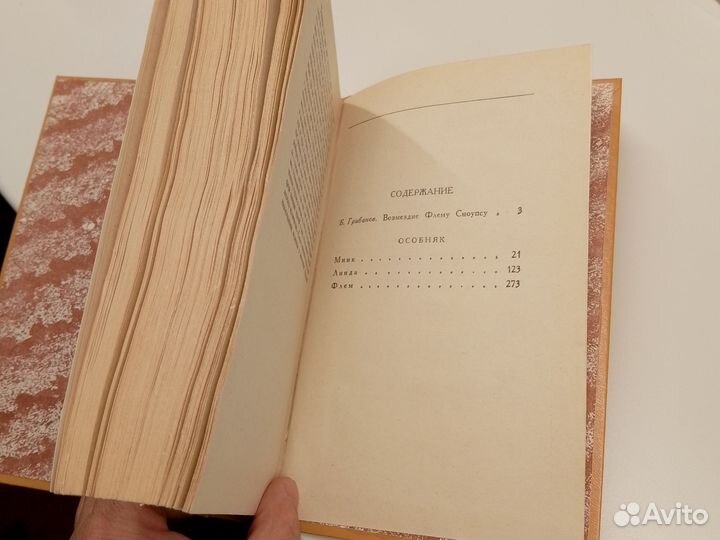 СОДЕРЖАНИЕ
Б. Грибанов. Возмездие Флему Сноупсу . 3
ОСОБНЯК
Минк . . . . . . . . . . . . . 21
Линда . . . . . . . . . . . . . 123
Флем . . . . . . . . . . . . . 273
Avito